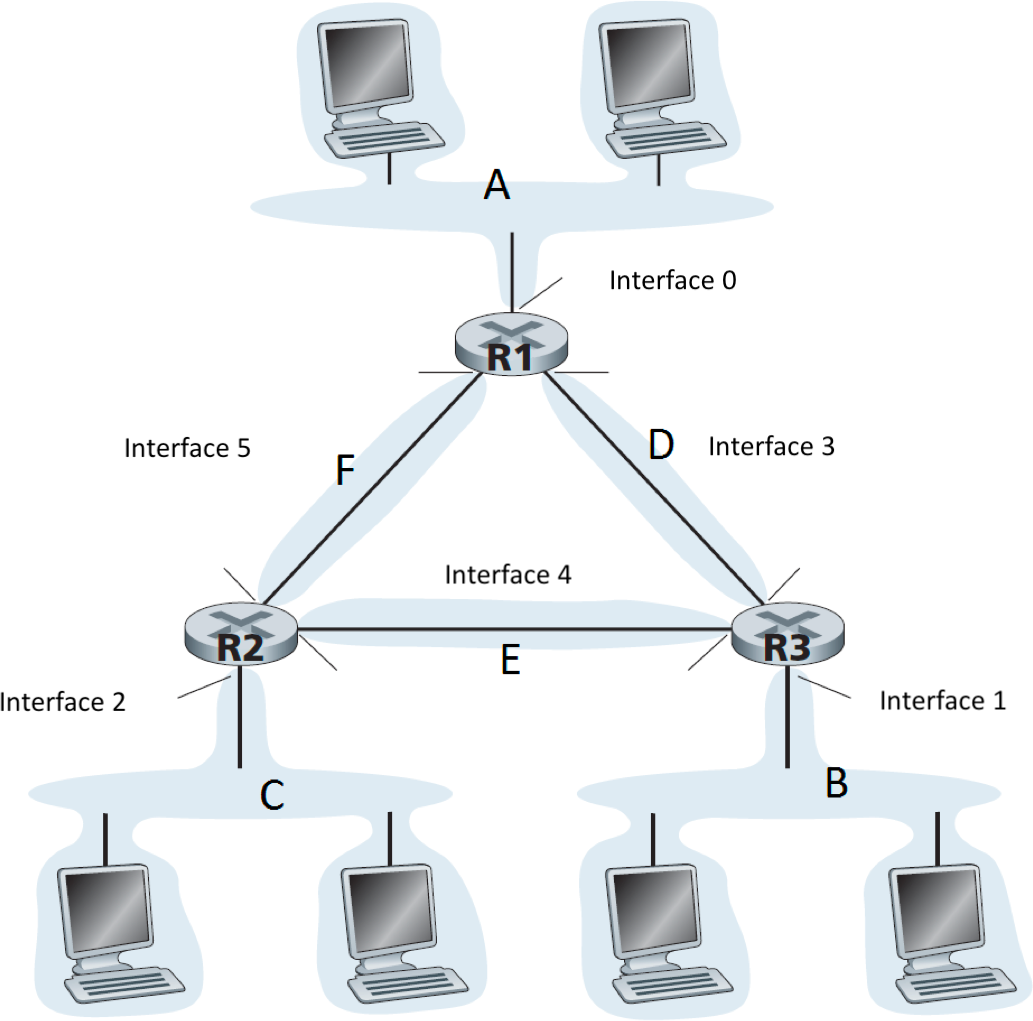 A
Interface 0
R1
Interface 5
F
D
Interface 3
Interface 4
R2
E
R3
Interface 2
Interface 1
C
B